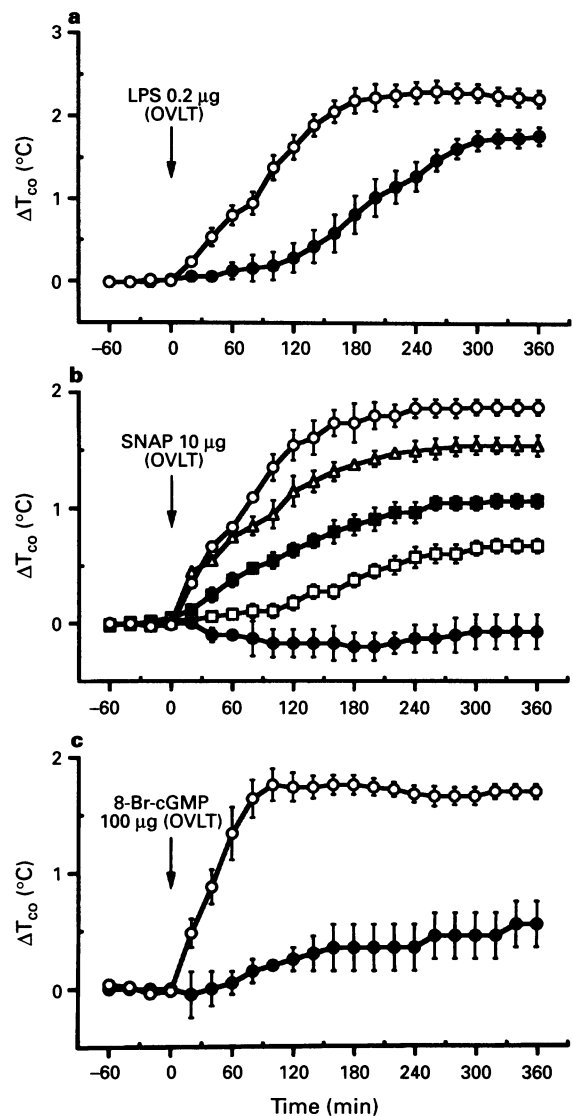 a
3
2
1
0
ΔTco (°C)
LPS 0.2 μg
(OVLT)
−60 0 60 120 180 240 300 360
b
2
1
0
ΔTco (°C)
SNAP 10 μg
(OVLT)
−60 0 60 120 180 240 300 360
c
2
1
0
ΔTco (°C)
8-Br-cGMP
100 μg (OVLT)
−60 0 60 120 180 240 300 360
Time (min)